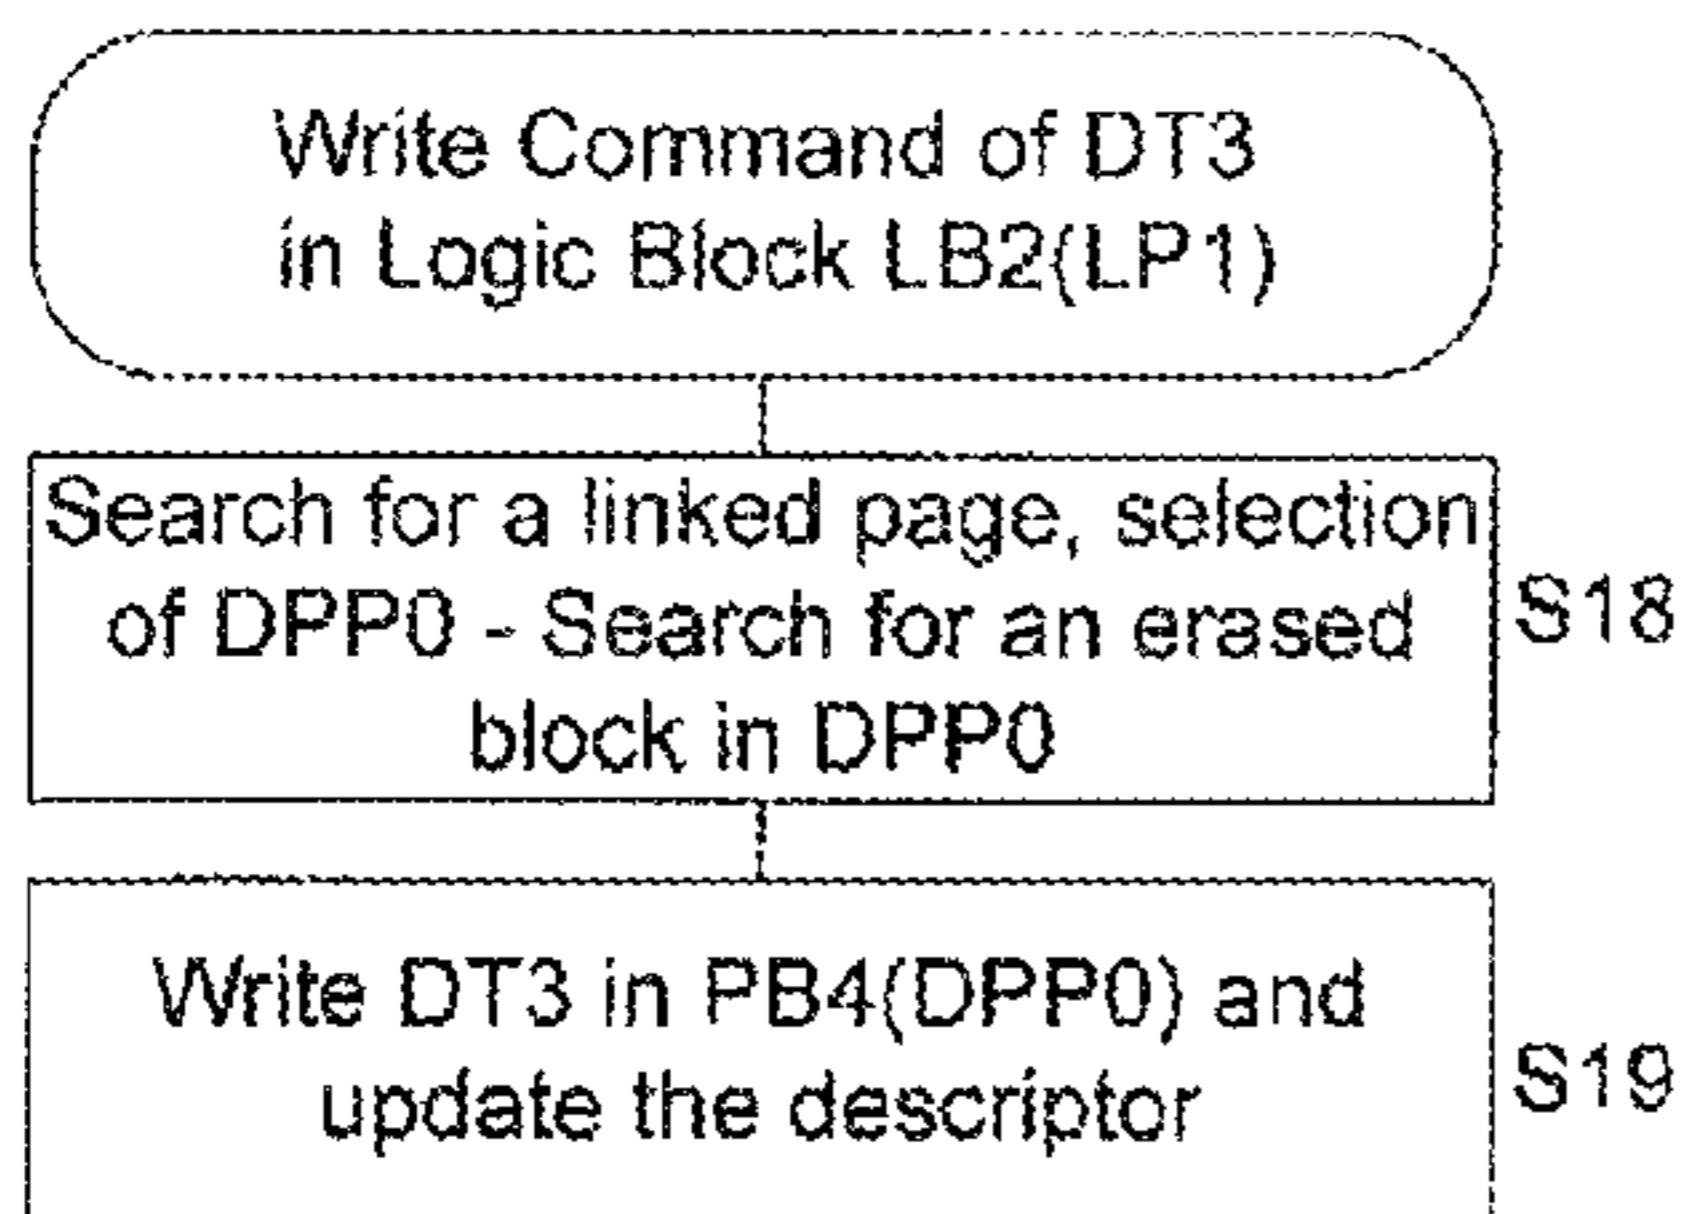 Write Command of DT3
in Logic Block LB2(LP1)
Search for a linked page, selection
of DPP0 - Search for an erased
block in DPP0
S18
Write DT3 in PB4(DPP0) and
update the descriptor
S19